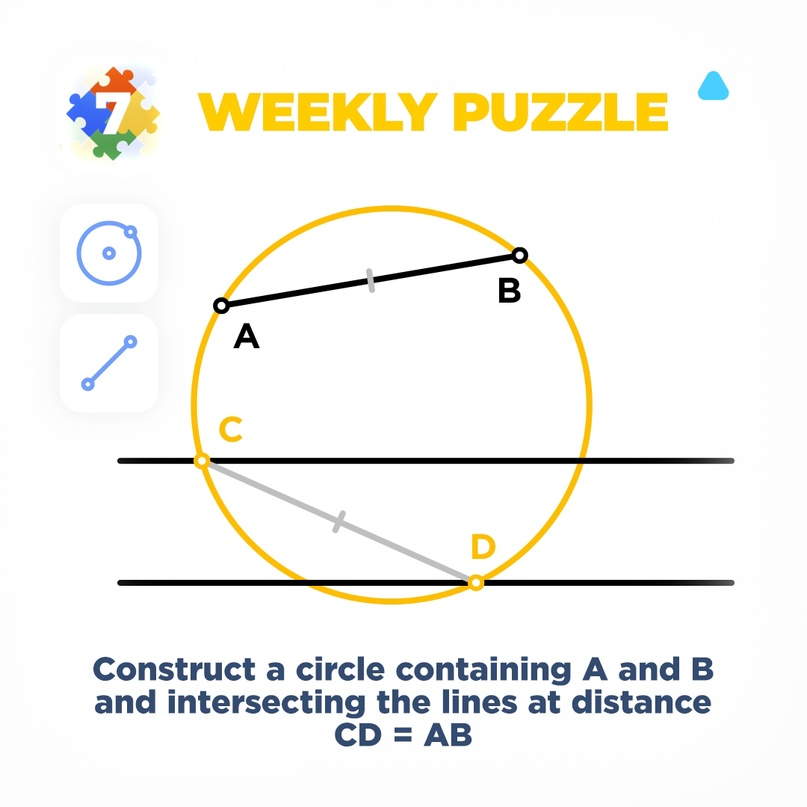 7
WEEKLY PUZZLE
B
A
C
D
Construct a circle containing A and B
and intersecting the lines at distance
CD = AB